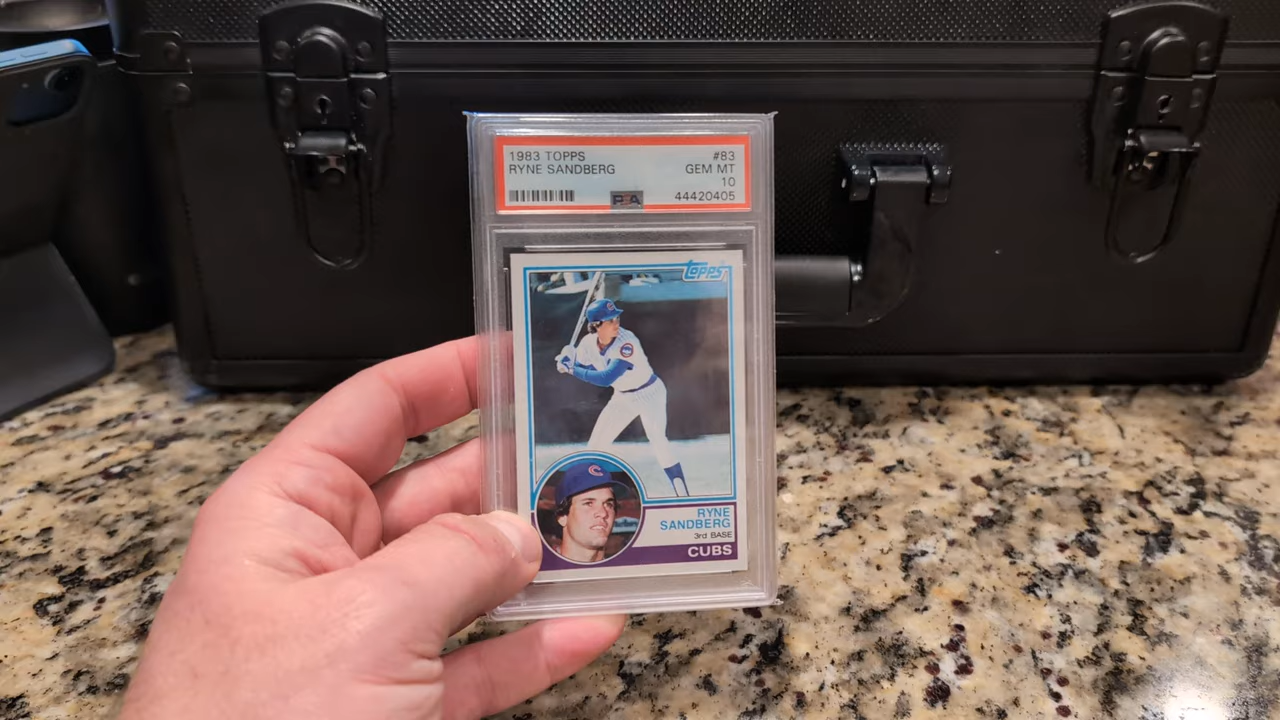 1983 TOPPS #83
RYNE SANDBERG GEM MT
10
PSA 44420405
topps
RYNE
SANDBERG
3rd BASE
CUBS